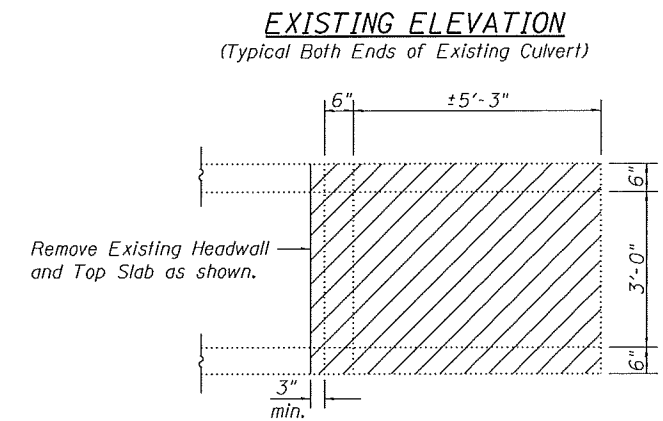 EXISTING ELEVATION
(Typical Both Ends of Existing Culvert)
6" ±5'-3"
6"
Remove Existing Headwall
and Top Slab as shown.
3'-0"
6"
3"
min.